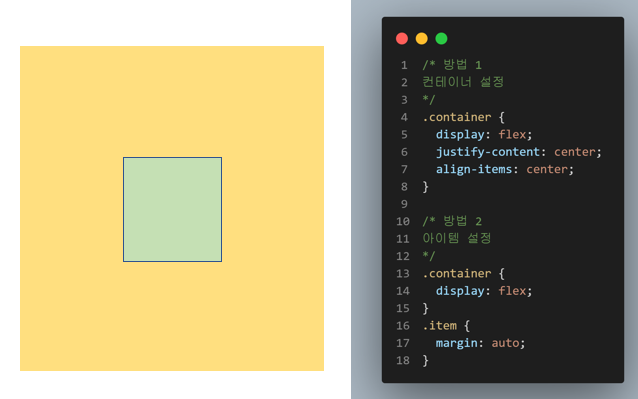 1 /* 방법 1
2 컨테이너 설정
3 */
4 .container {
5   display: flex;
6   justify-content: center;
7   align-items: center;
8 }
9
10 /* 방법 2
11 아이템 설정
12 */
13 .container {
14   display: flex;
15 }
16 .item {
17   margin: auto;
18 }